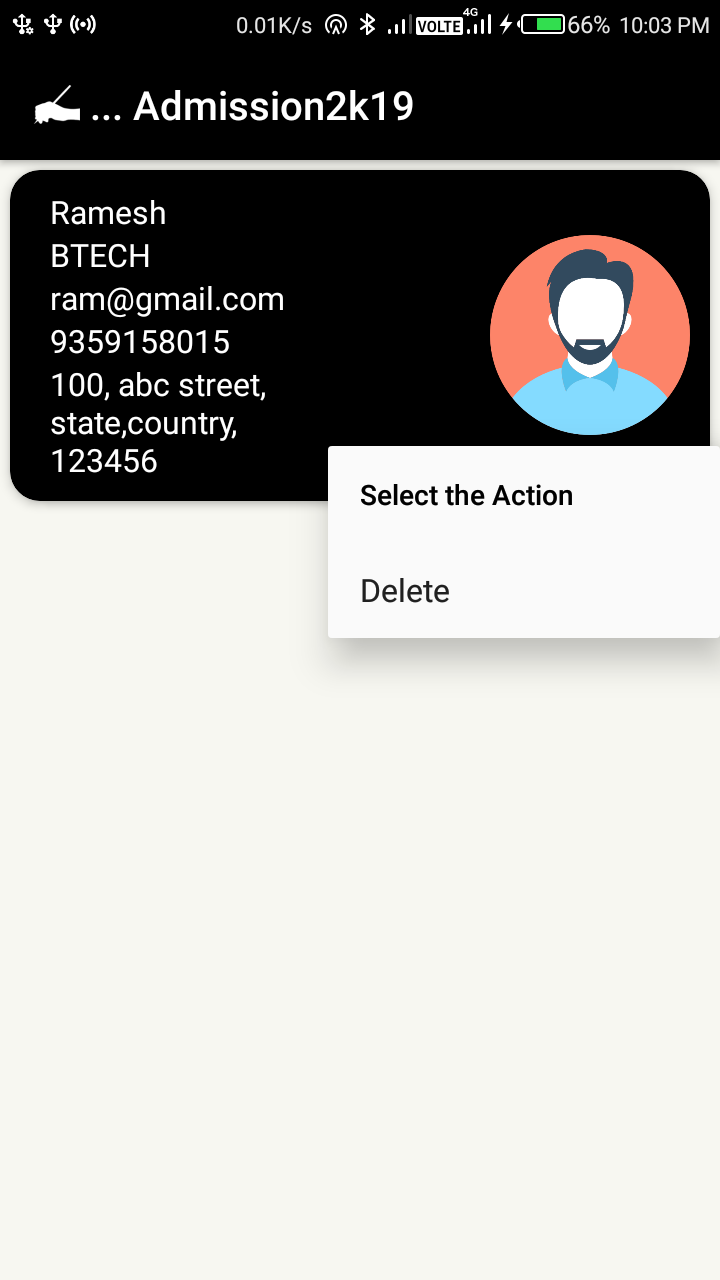 0.01K/s VOLTE 4G 66% 10:03 PM
... Admission2k19
Ramesh
BTECH
ram@gmail.com
9359158015
100, abc street,
state,country,
123456
Select the Action
Delete